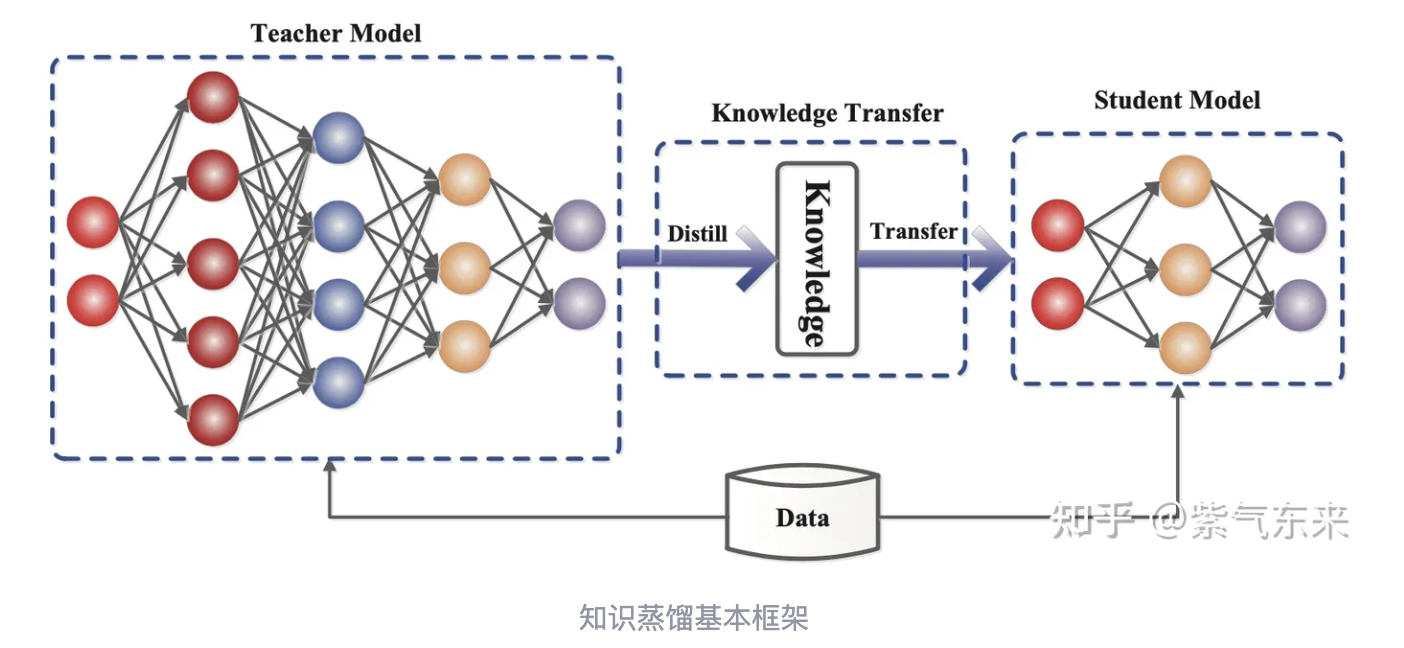 Teacher Model
Knowledge Transfer
Student Model
Distill
Knowledge
Transfer
Data
知乎 @紫气东来
知识蒸馏基本框架